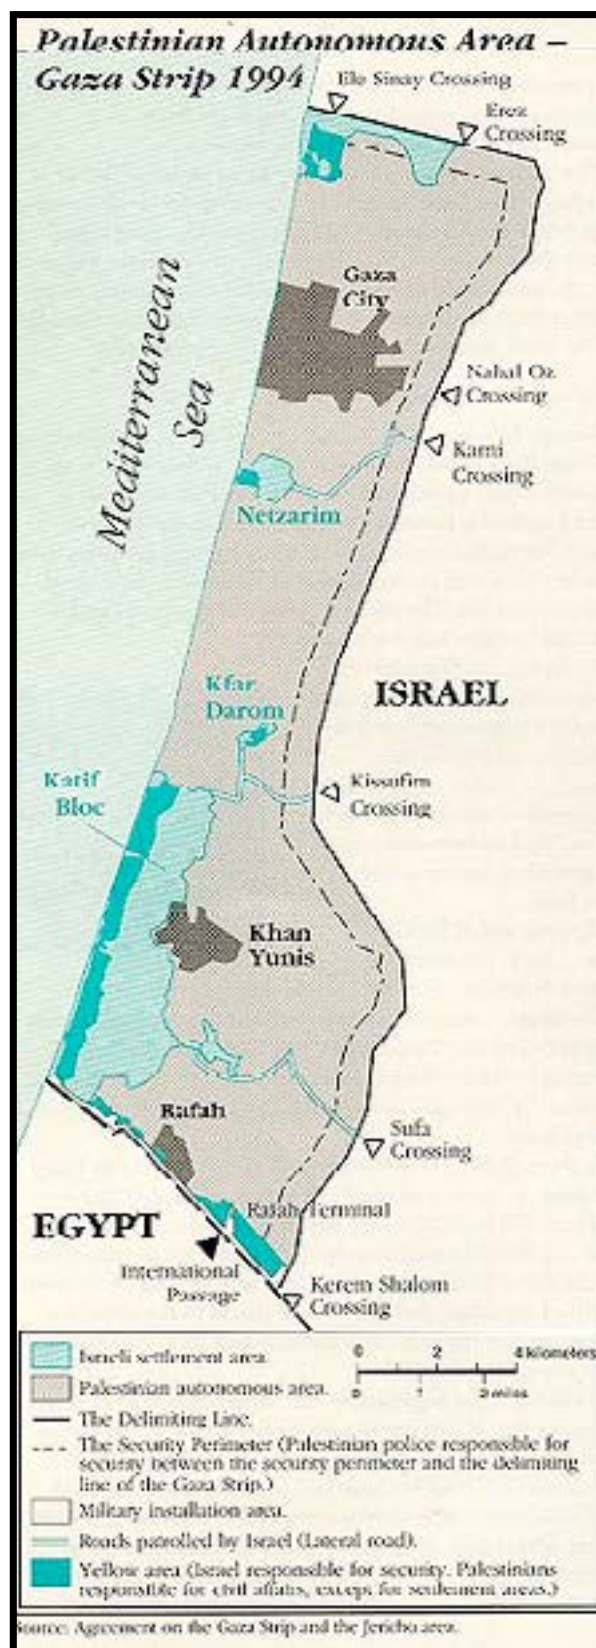 Palestinian Autonomous Area –
Gaza Strip 1994
Elle Sinay Crossing
Erez
Crossing
Mediterranean
Sea
Gaza
City
Nahal Oz
Crossing
Karni
Crossing
Netzarim
Kfar
Darom
ISRAEL
Katif
Bloc
Kissufim
Crossing
Khan
Yunis
Rafah
Sufa
Crossing
EGYPT
Rafah Terminal
International
Passage
Kerem Shalom
Crossing
Israeli settlement area.
0 2 4 kilometers
Palestinian autonomous area.
0 1 2 miles
The Delimiting Line.
The Security Perimeter (Palestinian police responsible for
security between the security perimeter and the delimiting
line of the Gaza Strip.)
Military installation area.
Roads patrolled by Israel (Lateral road).
Yellow area (Israel responsible for security. Palestinians
responsible for civil affairs, except for settlement areas.)
Source: Agreement on the Gaza Strip and the Jericho area.